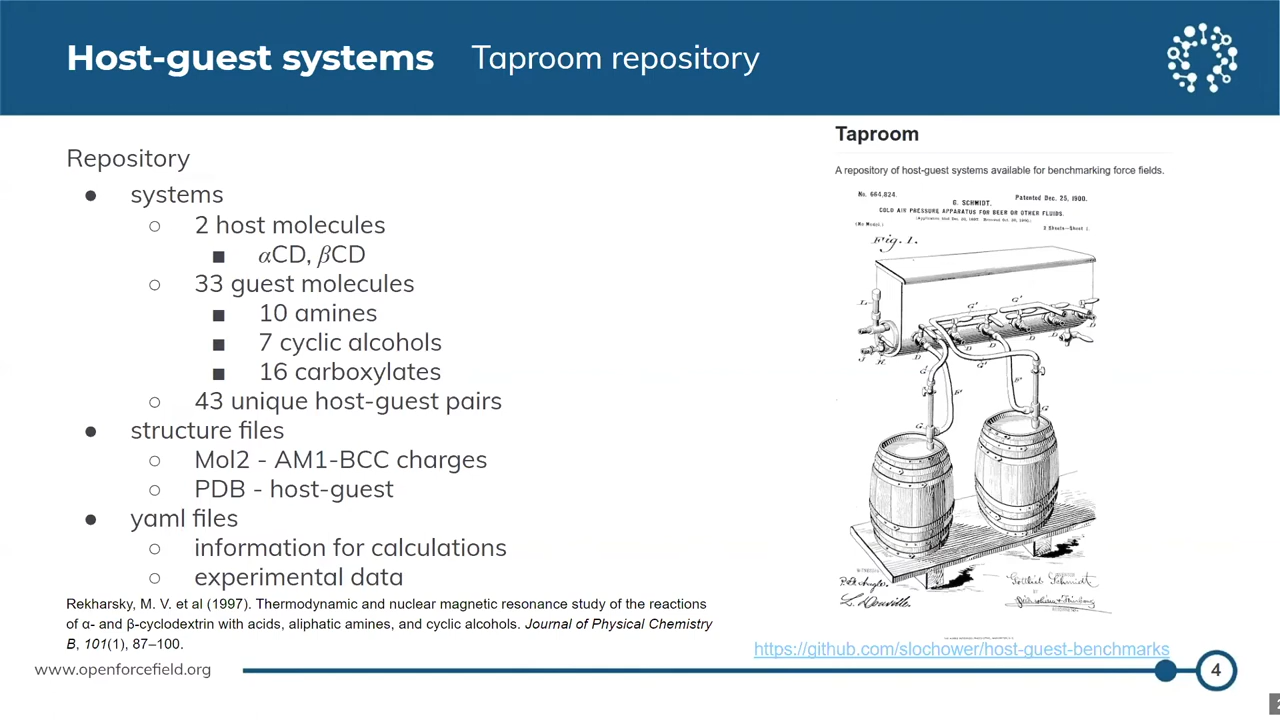 Host-guest systems Taproom repository
Repository
● systems
○ 2 host molecules
■ αCD, βCD
○ 33 guest molecules
■ 10 amines
■ 7 cyclic alcohols
■ 16 carboxylates
○ 43 unique host-guest pairs
● structure files
○ Mol2 - AM1-BCC charges
○ PDB - host-guest
● yaml files
○ information for calculations
○ experimental data
Rekharsky, M. V. et al (1997). Thermodynamic and nuclear magnetic resonance study of the reactions
of α- and β-cyclodextrin with acids, aliphatic amines, and cyclic alcohols. Journal of Physical Chemistry
B, 101(1), 87–100.
Taproom
A repository of host-guest systems available for benchmarking force fields.
No. 664,824. Patented Dec. 25, 1900.
G. SCHMIDT.
COLD AIR PRESSURE APPARATUS FOR BEER OR OTHER FLUIDS.
(No Model.) 2 Sheets—Sheet 1.
Fig. 1.
https://github.com/slochower/host-guest-benchmarks
www.openforcefield.org
4